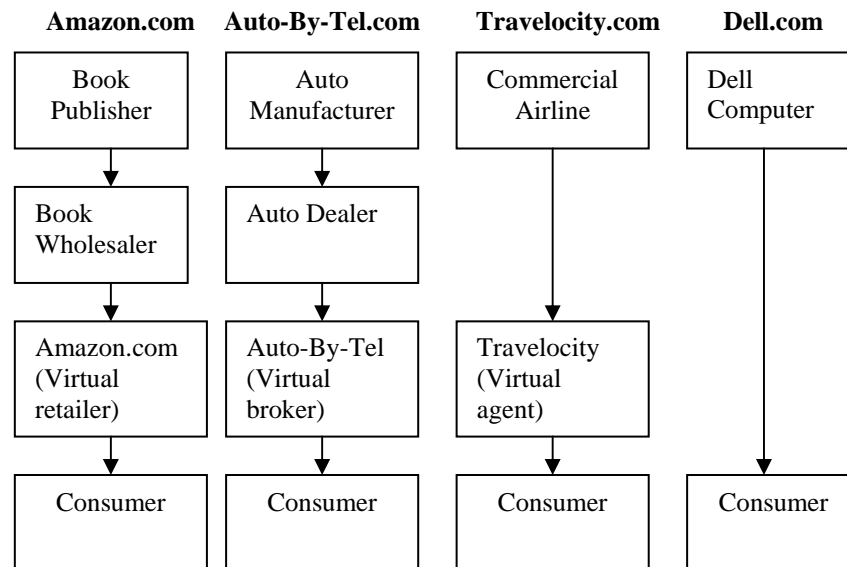 Amazon.com
Auto-By-Tel.com
Travelocity.com
Dell.com
Book
Publisher
Auto
Manufacturer
Commercial
Airline
Dell
Computer
Book
Wholesaler
Auto Dealer
Amazon.com
(Virtual
retailer)
Auto-By-Tel
(Virtual
broker)
Travelocity
(Virtual
agent)
Consumer
Consumer
Consumer
Consumer